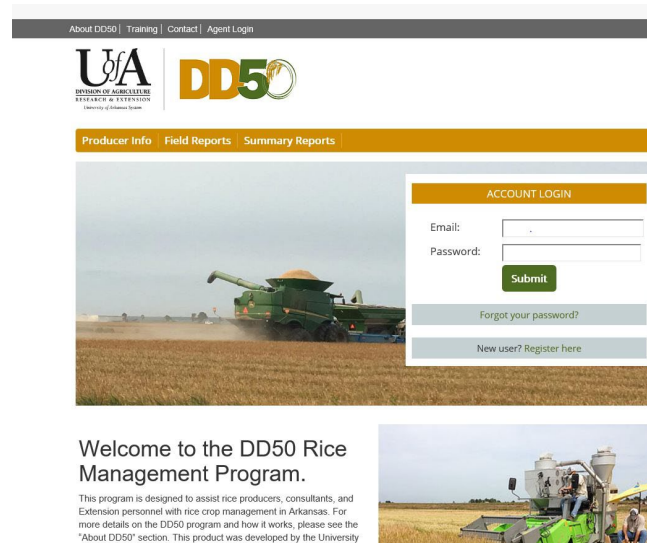 About DD50 | Training | Contact | Agent Login
UofA
DIVISION OF AGRICULTURE
RESEARCH & EXTENSION
University of Arkansas System
DD50
Producer Info | Field Reports | Summary Reports
ACCOUNT LOGIN
Email:
Password:
Submit
Forgot your password?
New user? Register here
Welcome to the DD50 Rice
Management Program.
This program is designed to assist rice producers, consultants, and
Extension personnel with rice crop management in Arkansas. For
more details on the DD50 program and how it works, please see the
"About DD50" section. This product was developed by the University